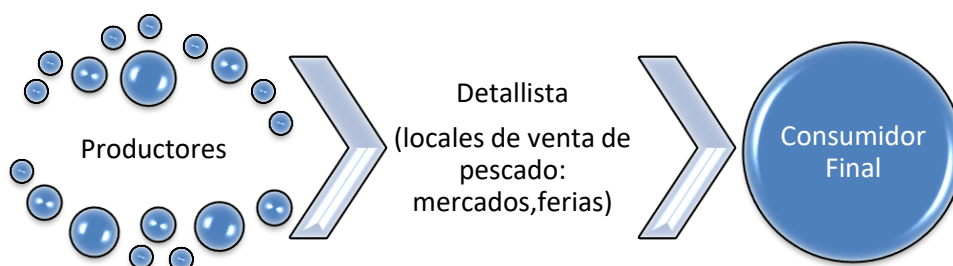 Productores
Detallista
(locales de venta de
pescado:
mercados,ferias)
Consumidor
Final